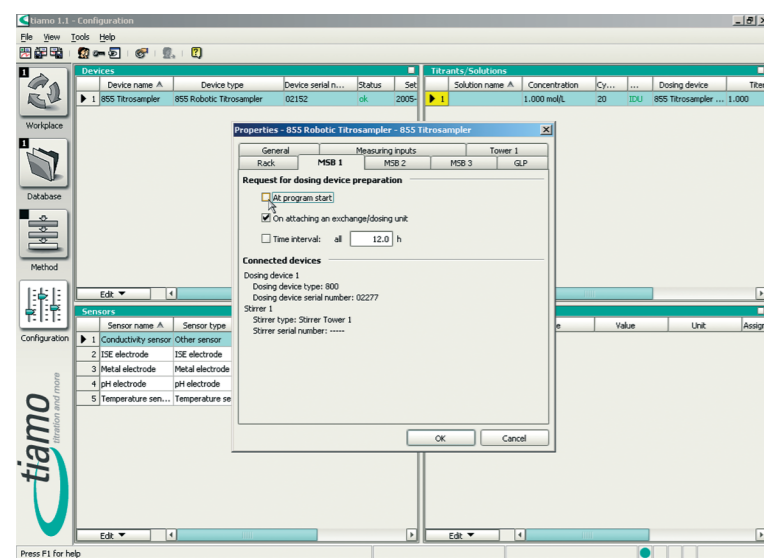 tiamo 1.1 - Configuration
File View Tools Help
Devices
Device name Device type Device serial n... Status Set
1 855 Titrosampler 855 Robotic Titrosampler 02152 ok 2005-
Titrants/Solutions
Solution name Concentration Cy... ... Dosing device Titer
1 1.000 mol/L 20 IDU 855 Titrosampler ... 1.000
1
Workplace
1
Database
Method
Configuration
tiamo
titration and more
Properties - 855 Robotic Titrosampler - 855 Titrosampler
General Measuring inputs Tower 1
Rack MSB 1 MSB 2 MSB 3 GLP
Request for dosing device preparation
At program start
On attaching an exchange/dosing unit
Time interval: all 12.0 h
Connected devices
Dosing device 1
Dosing device type: 800
Dosing device serial number: 02277
Stirrer 1
Stirrer type: Stirrer Tower 1
Stirrer serial number: -----
OK Cancel
Edit
Sensors
Sensor name Sensor type
1 Conductivity sensor Other sensor
2 ISE electrode ISE electrode
3 Metal electrode Metal electrode
4 pH electrode pH electrode
5 Temperature sen... Temperature se
e Value Unit Assign
Edit
Edit
Press F1 for help